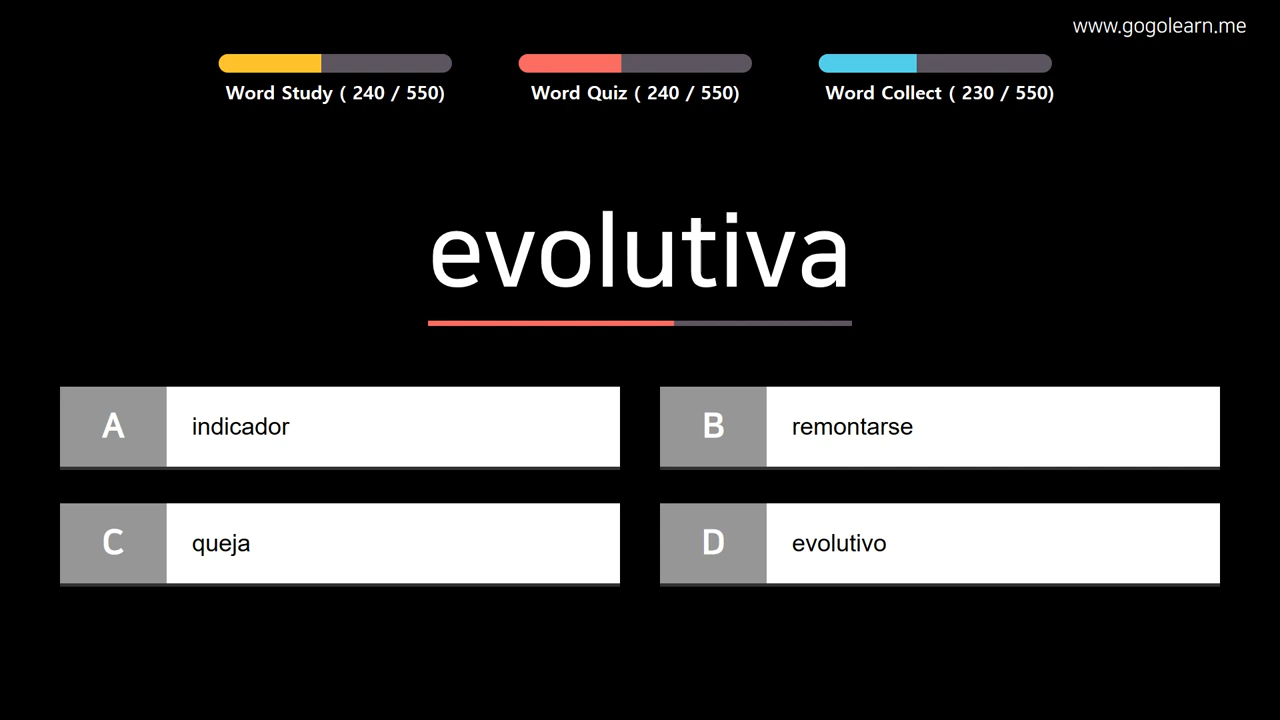 www.gogolearn.me
Word Study ( 240 / 550)
Word Quiz ( 240 / 550)
Word Collect ( 230 / 550)
evolutiva
A
indicador
B
remontarse
C
queja
D
evolutivo